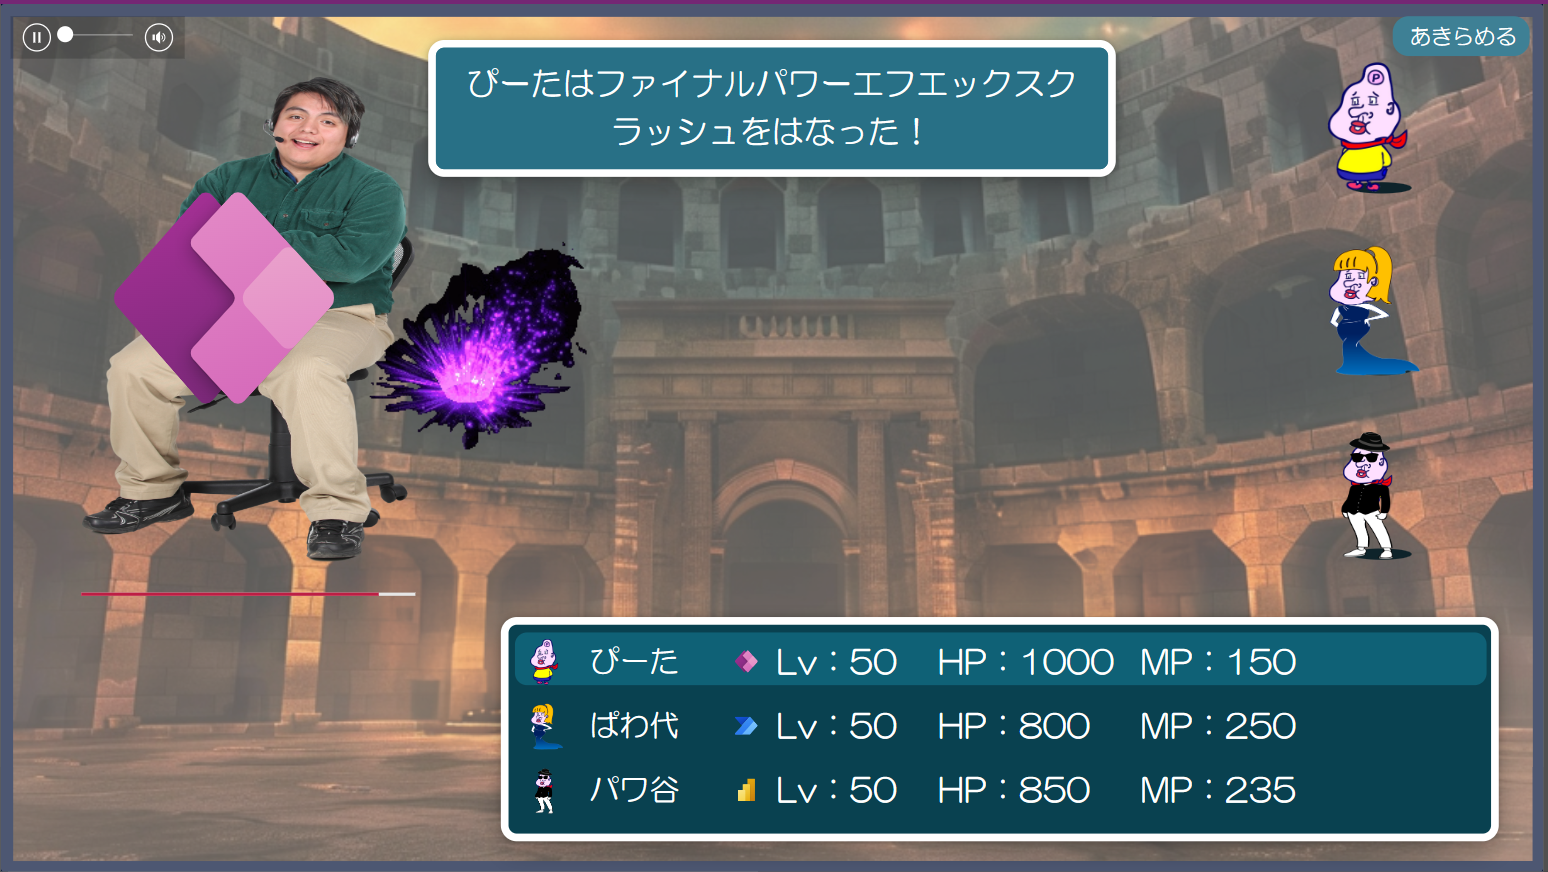 あきらめる
ぴーたはファイナルパワーエフエックスク
ラッシュをはなった！
P
ぴーた Lv：50 HP：1000 MP：150
ぱわ代 Lv：50 HP：800 MP：250
パワ谷 Lv：50 HP：850 MP：235